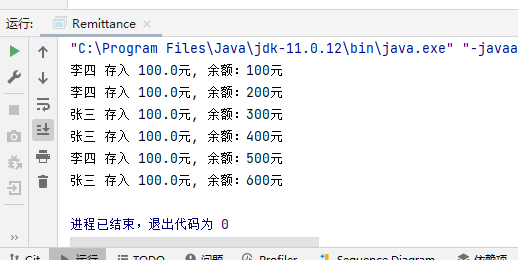 运行: Remittance
"C:\Program Files\Java\jdk-11.0.12\bin\java.exe" "-javaa
李四 存入 100.0元, 余额: 100元
李四 存入 100.0元, 余额: 200元
张三 存入 100.0元, 余额: 300元
张三 存入 100.0元, 余额: 400元
李四 存入 100.0元, 余额: 500元
张三 存入 100.0元, 余额: 600元
进程已结束，退出代码为 0
Git 运行 TODO 问题 Profiler Sequence Diagram 依赖项